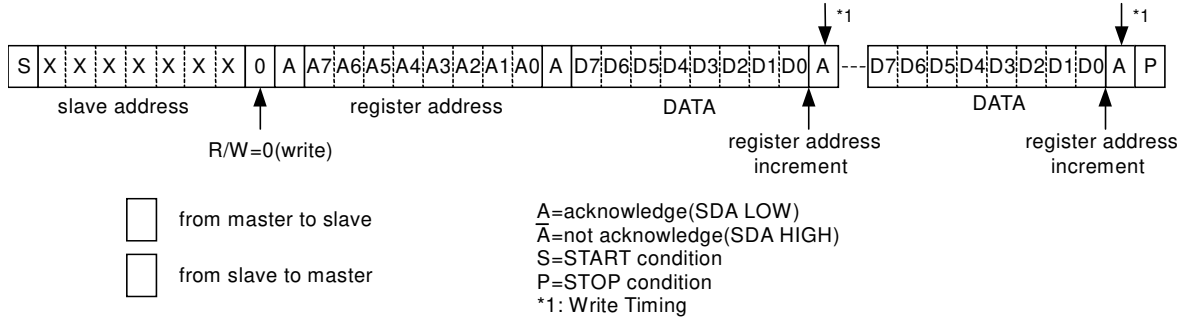 *1 *1
S X X X X X X X 0 A A7 A6 A5 A4 A3 A2 A1 A0 A D7 D6 D5 D4 D3 D2 D1 D0 A D7 D6 D5 D4 D3 D2 D1 D0 A P
slave address register address DATA DATA
R/W=0(write)
register address
increment
register address
increment
from master to slave
from slave to master
A=acknowledge(SDA LOW)
A̅=not acknowledge(SDA HIGH)
S=START condition
P=STOP condition
*1: Write Timing